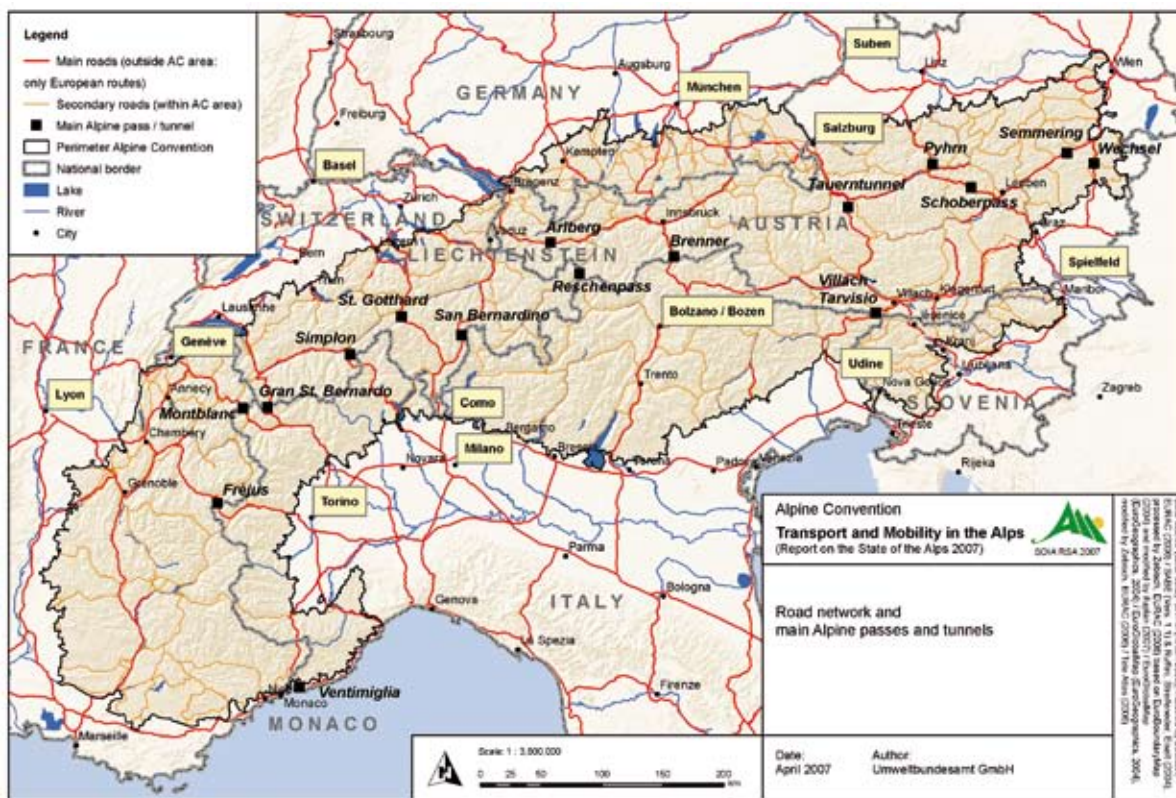 Legend
Main roads (outside AC area:
only European routes)
Secondary roads (within AC area)
Main Alpine pass / tunnel
Perimeter Alpine Convention
National border
Lake
River
City
Strasbourg
Freiburg
Augsburg
GERMANY
München
Suben
Linz
Wien
Salzburg
Kempten
Basel
Zürich
Bregenz
SWITZERLAND
Vaduz
LIECHTENSTEIN
Bern
Arlberg
Innsbruck
Brenner
Reschenpass
AUSTRIA
Tauerntunnel
Pyhrn
Schoberpass
Semmering
Wechsel
Leoben
Graz
Spielfeld
Maribor
Villach -
Tarvisio
Villach
Klagenfurt
Jesenice
Kranj
Ljubljana
Nova Gorica
SLOVENIA
Zagreb
Trieste
Rijeka
Udine
Bolzano / Bozen
Trento
St. Gotthard
San Bernardino
Simplon
Thun
Lausanne
Genève
FRANCE
Lyon
Annecy
Gran St. Bernardo
Montblanc
Chambéry
Grenoble
Fréjus
Como
Bergamo
Milano
Novara
Torino
Brescia
Verona
Padova
Venezia
Parma
Bologna
ITALY
Genova
La Spezia
Firenze
Ventimiglia
Monaco
MONACO
Marseille
Scale: 1 : 3.800.000
0 50 100 150 200
km
Alpine Convention
Transport and Mobility in the Alps
(Report on the State of the Alps 2007)
SOIA RSA 2007
Road network and
main Alpine passes and tunnels
Date:
April 2007
Author:
Umweltbundesamt GmbH